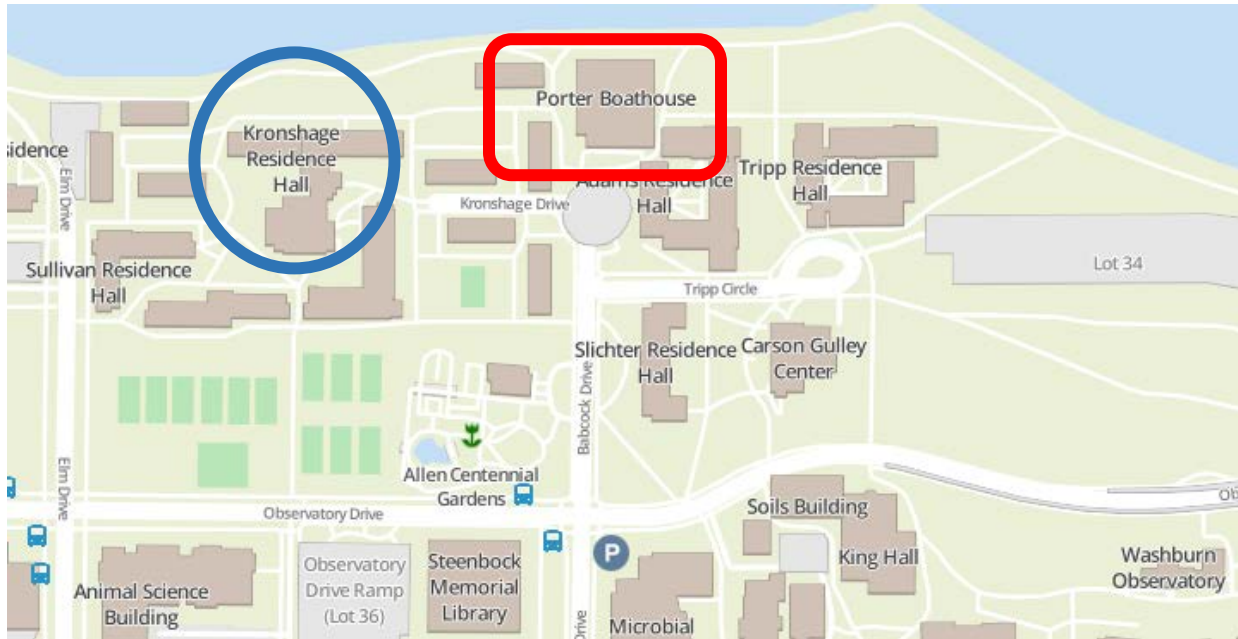 Porter Boathouse
Kronshage
Residence
Hall
sidence
Tripp Residence
Hall
Adams Residence
Hall
Elm Drive
Kronshage Drive
Sullivan Residence
Hall
Lot 34
Tripp Circle
Slichter Residence
Hall
Carson Gulley
Center
Babcock Drive
Allen Centennial
Gardens
Elm Drive
Observatory Drive
Soils Building
Ob
Observatory
Drive Ramp
(Lot 36)
Steenbock
Memorial
Library
P
King Hall
Washburn
Observatory
Animal Science
Building
Microbial
Drive